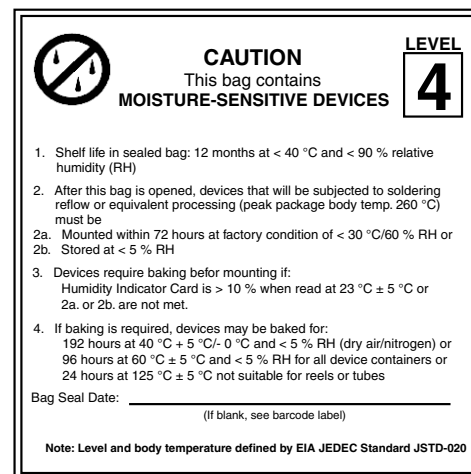 LEVEL
CAUTION
This bag contains
MOISTURE-SENSITIVE DEVICES
4
1. Shelf life in sealed bag: 12 months at < 40 °C and < 90 % relative
humidity (RH)
2. After this bag is opened, devices that will be subjected to soldering
reflow or equivalent processing (peak package body temp. 260 °C)
must be
2a. Mounted within 72 hours at factory condition of < 30 °C/60 % RH or
2b. Stored at < 5 % RH
3. Devices require baking befor mounting if:
Humidity Indicator Card is > 10 % when read at 23 °C ± 5 °C or
2a. or 2b. are not met.
4. If baking is required, devices may be baked for:
192 hours at 40 °C + 5 °C/- 0 °C and < 5 % RH (dry air/nitrogen) or
96 hours at 60 °C ± 5 °C and < 5 % RH for all device containers or
24 hours at 125 °C ± 5 °C not suitable for reels or tubes
Bag Seal Date:
(If blank, see barcode label)
Note: Level and body temperature defined by EIA JEDEC Standard JSTD-020